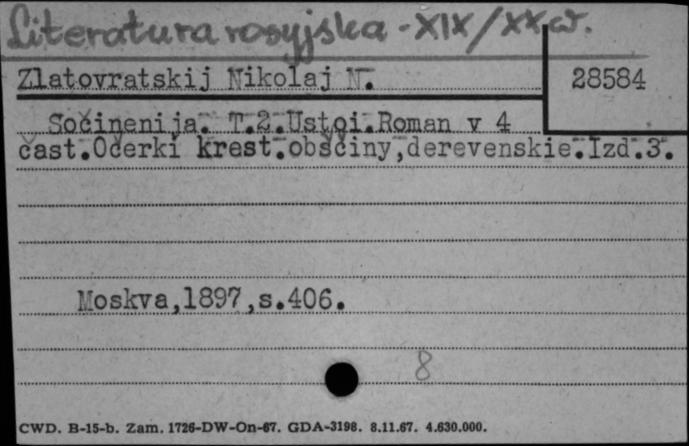 Literatura rosyjska - XIX/XX w.
Zlatovratskij Nikolaj N. 28584
Sočinenija. T.2.Ustoi.Roman v 4
čast.Očerki krest.obščiny,derevenskie.Izd.3.
Moskva,1897,s.406.
8
CWD. B-15-b. Zam. 1726-DW-On-67. GDA-3198. 8.11.67. 4.630.000.